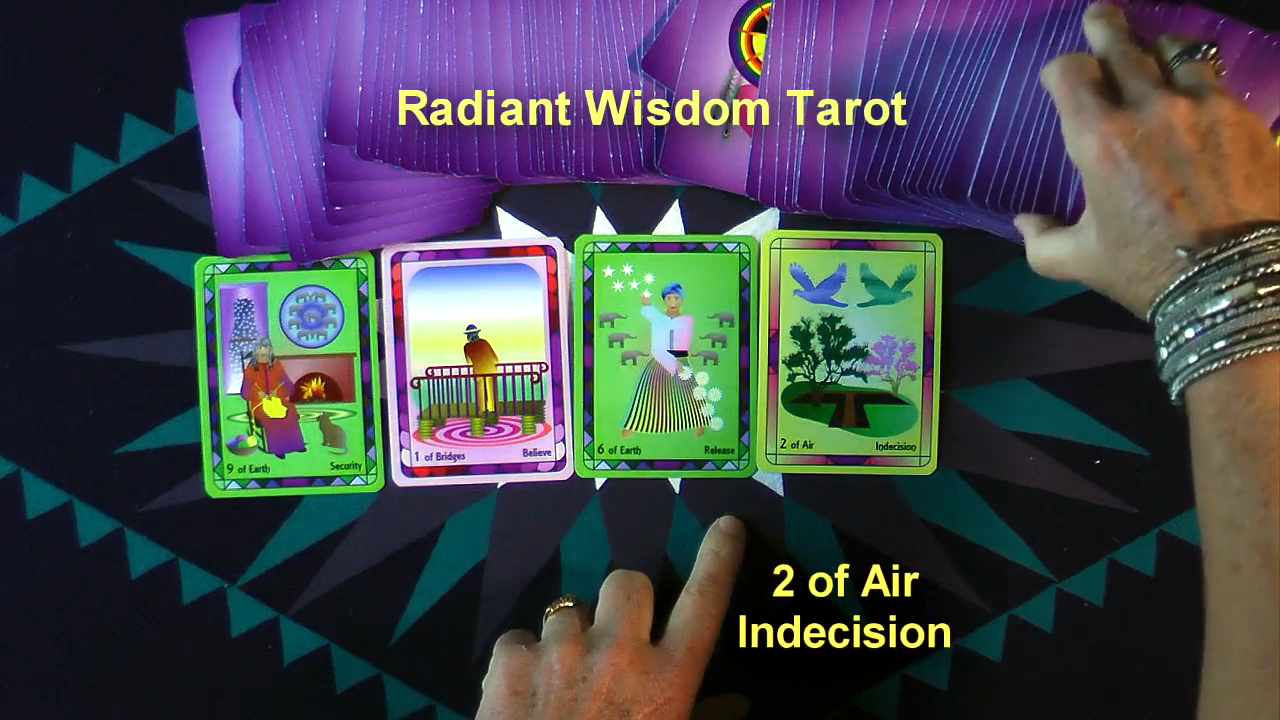 Radiant Wisdom Tarot
9 of Earth Security
1 of Bridges Believe
6 of Earth Release
2 of Air Indecision
2 of Air
Indecision